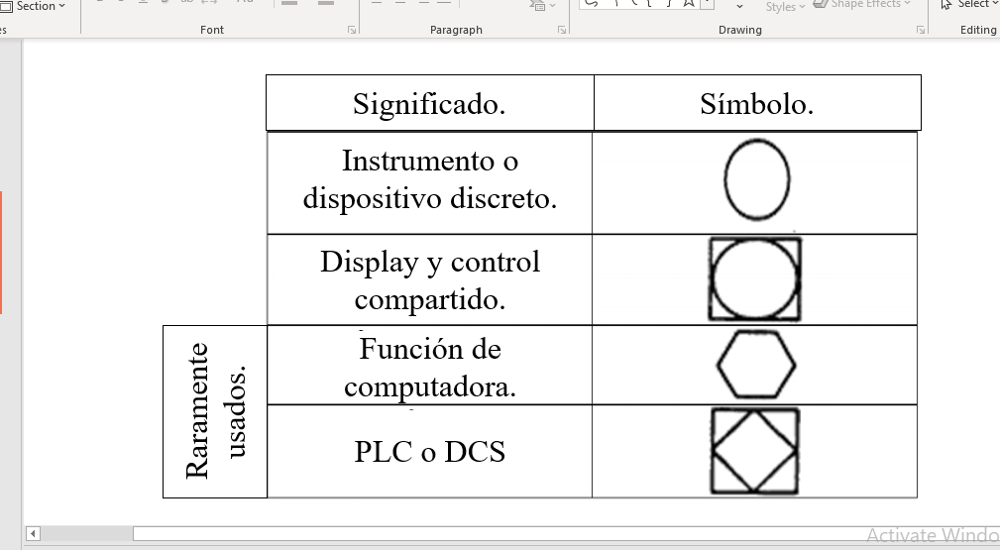 Section
Select
Styles
Shape Effects
Font
Paragraph
Drawing
Editing
Significado.
Símbolo.
Instrumento o
dispositivo discreto.
Display y control
compartido.
Raramente
usados.
Función de
computadora.
PLC o DCS
Activate Windo